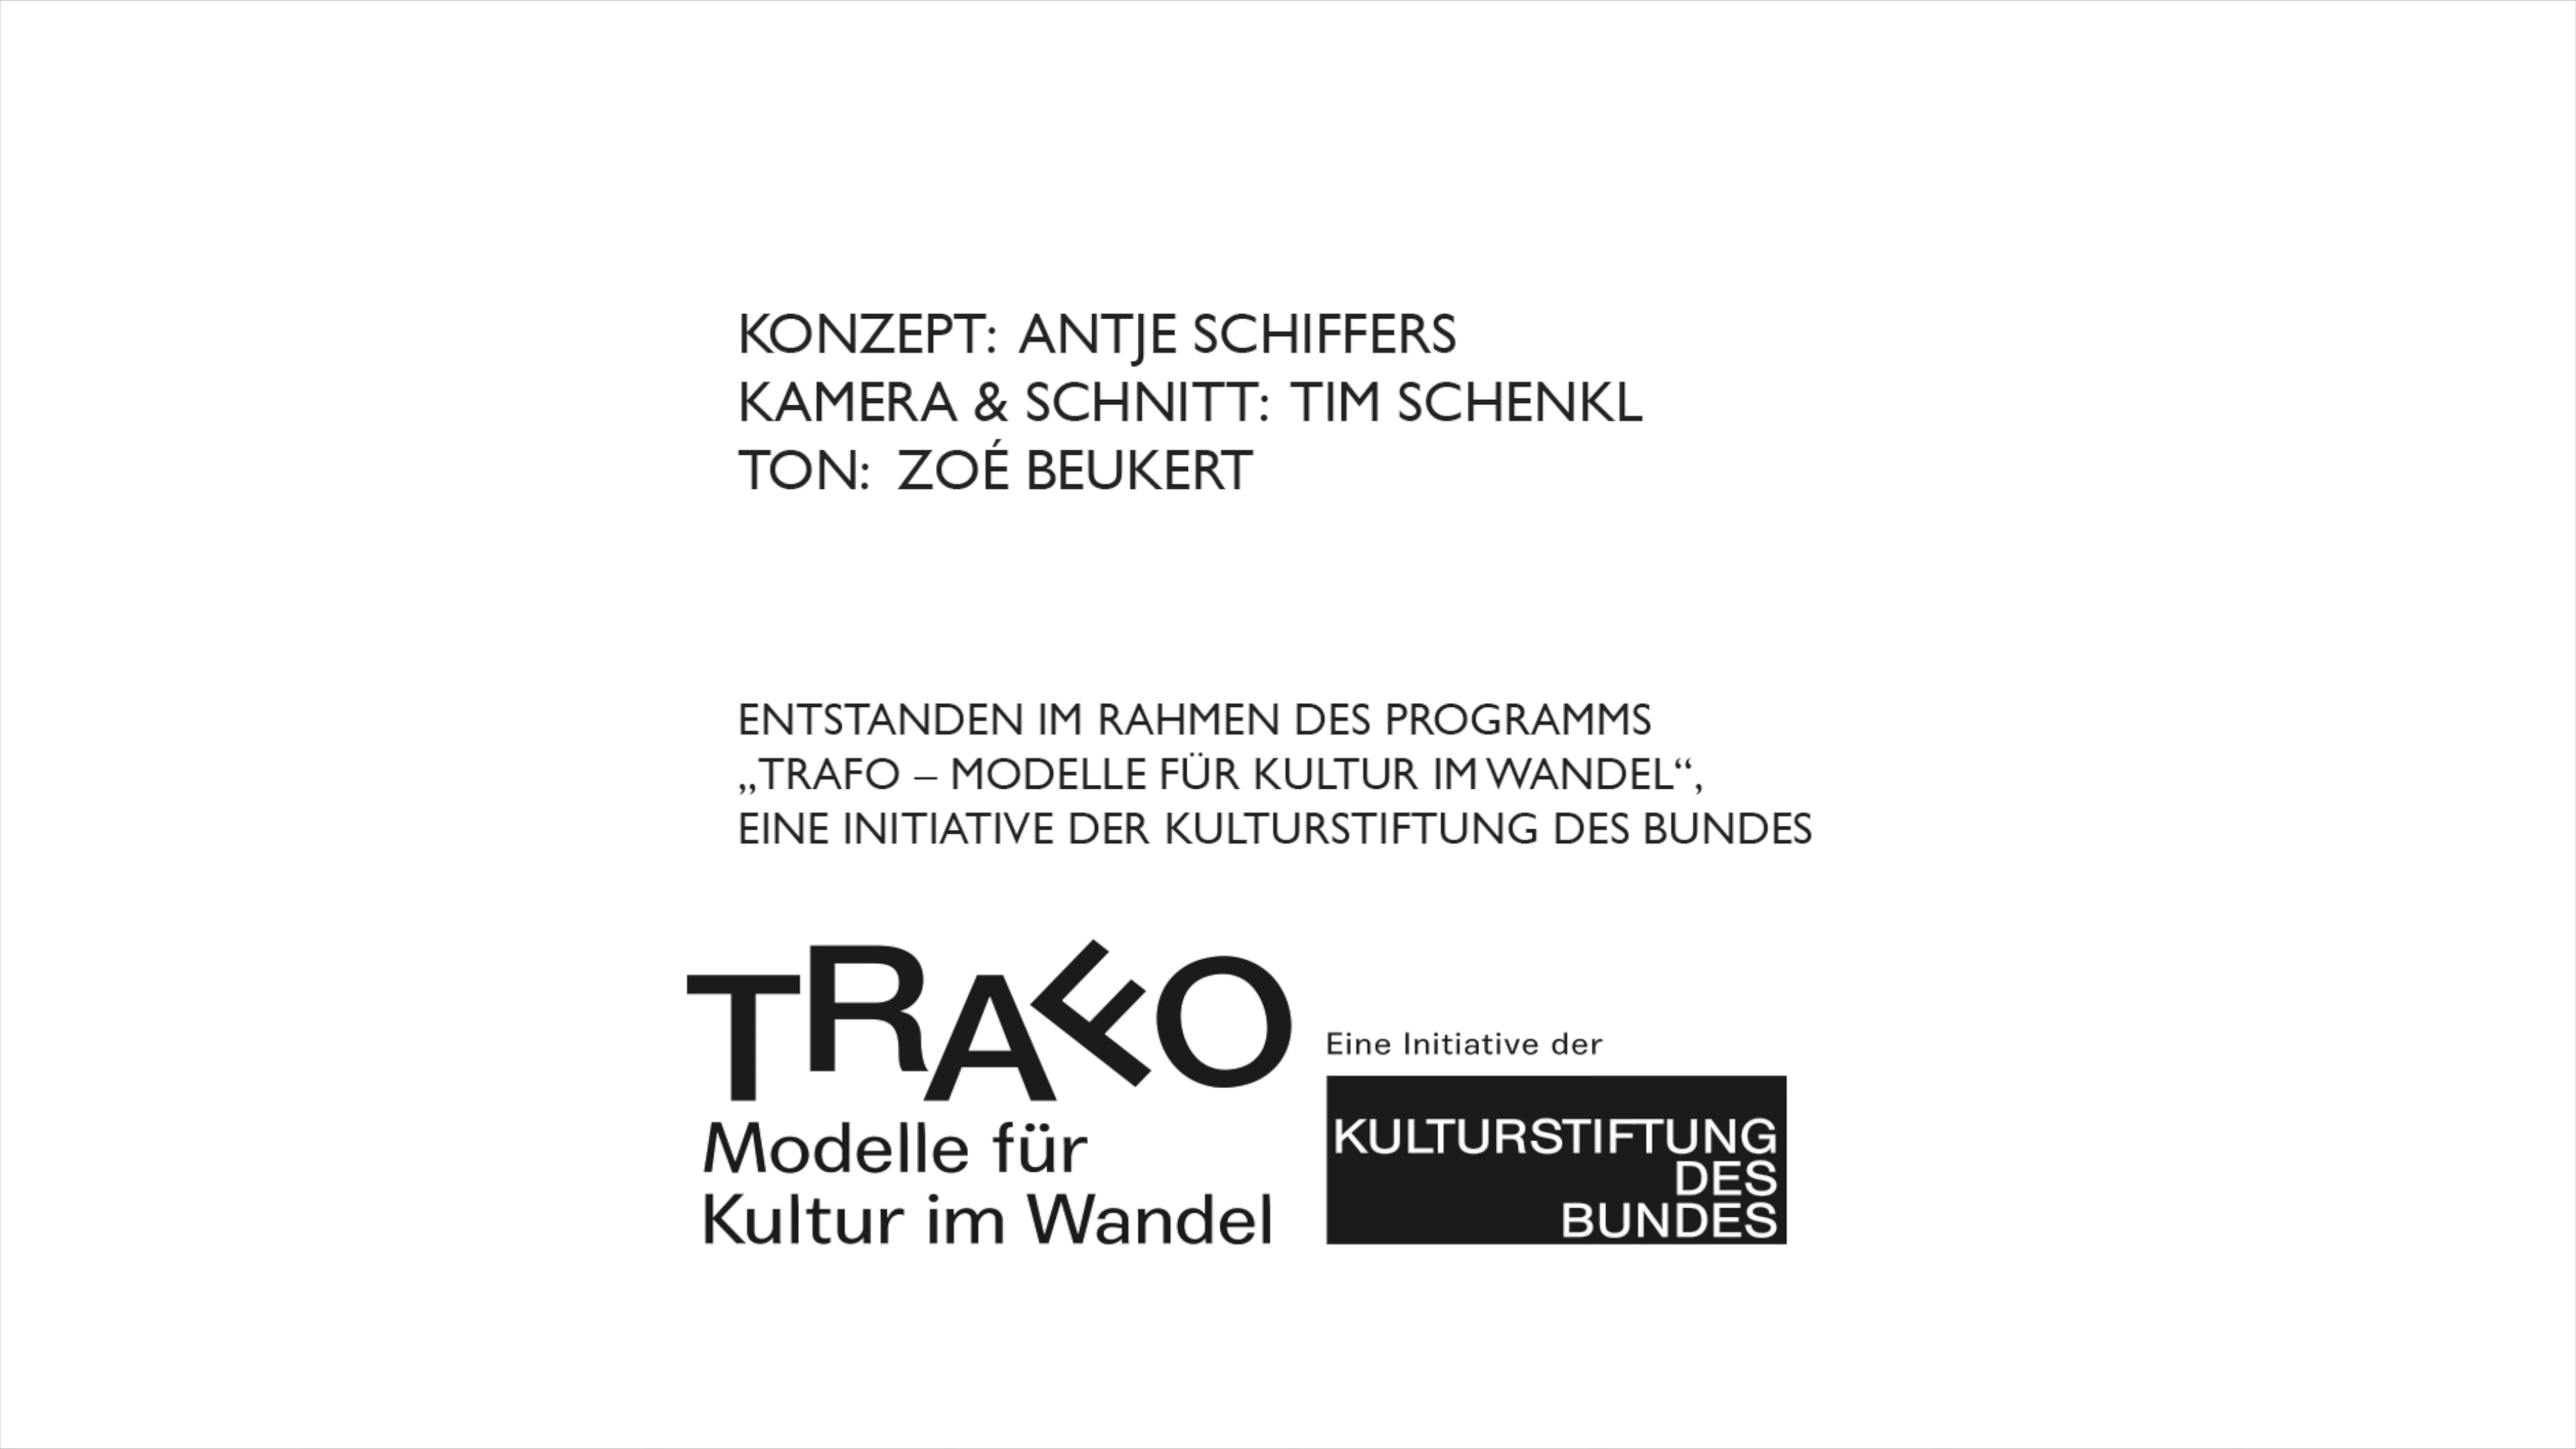 KONZEPT: ANTJE SCHIFFERS
KAMERA & SCHNITT: TIM SCHENKL
TON: ZOÉ BEUKERT
ENTSTANDEN IM RAHMEN DES PROGRAMMS
„TRAFO – MODELLE FÜR KULTUR IM WANDEL“,
EINE INITIATIVE DER KULTURSTIFTUNG DES BUNDES
TRAFO
Modelle für
Kultur im Wandel
Eine Initiative der
KULTURSTIFTUNG
DES
BUNDES